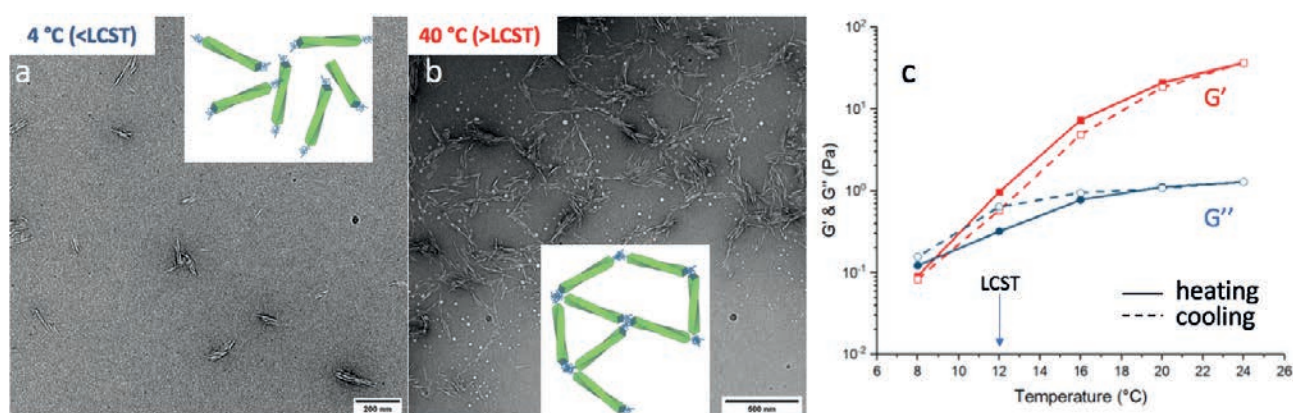 4 °C (<LCST)
a
200 nm
40 °C (>LCST)
b
500 nm
c
G' & G'' (Pa)
10²
10¹
10⁰
10⁻¹
10⁻²
G'
G''
LCST
heating
cooling
6 8 10 12 14 16 18 20 22 24 26
Temperature (°C)